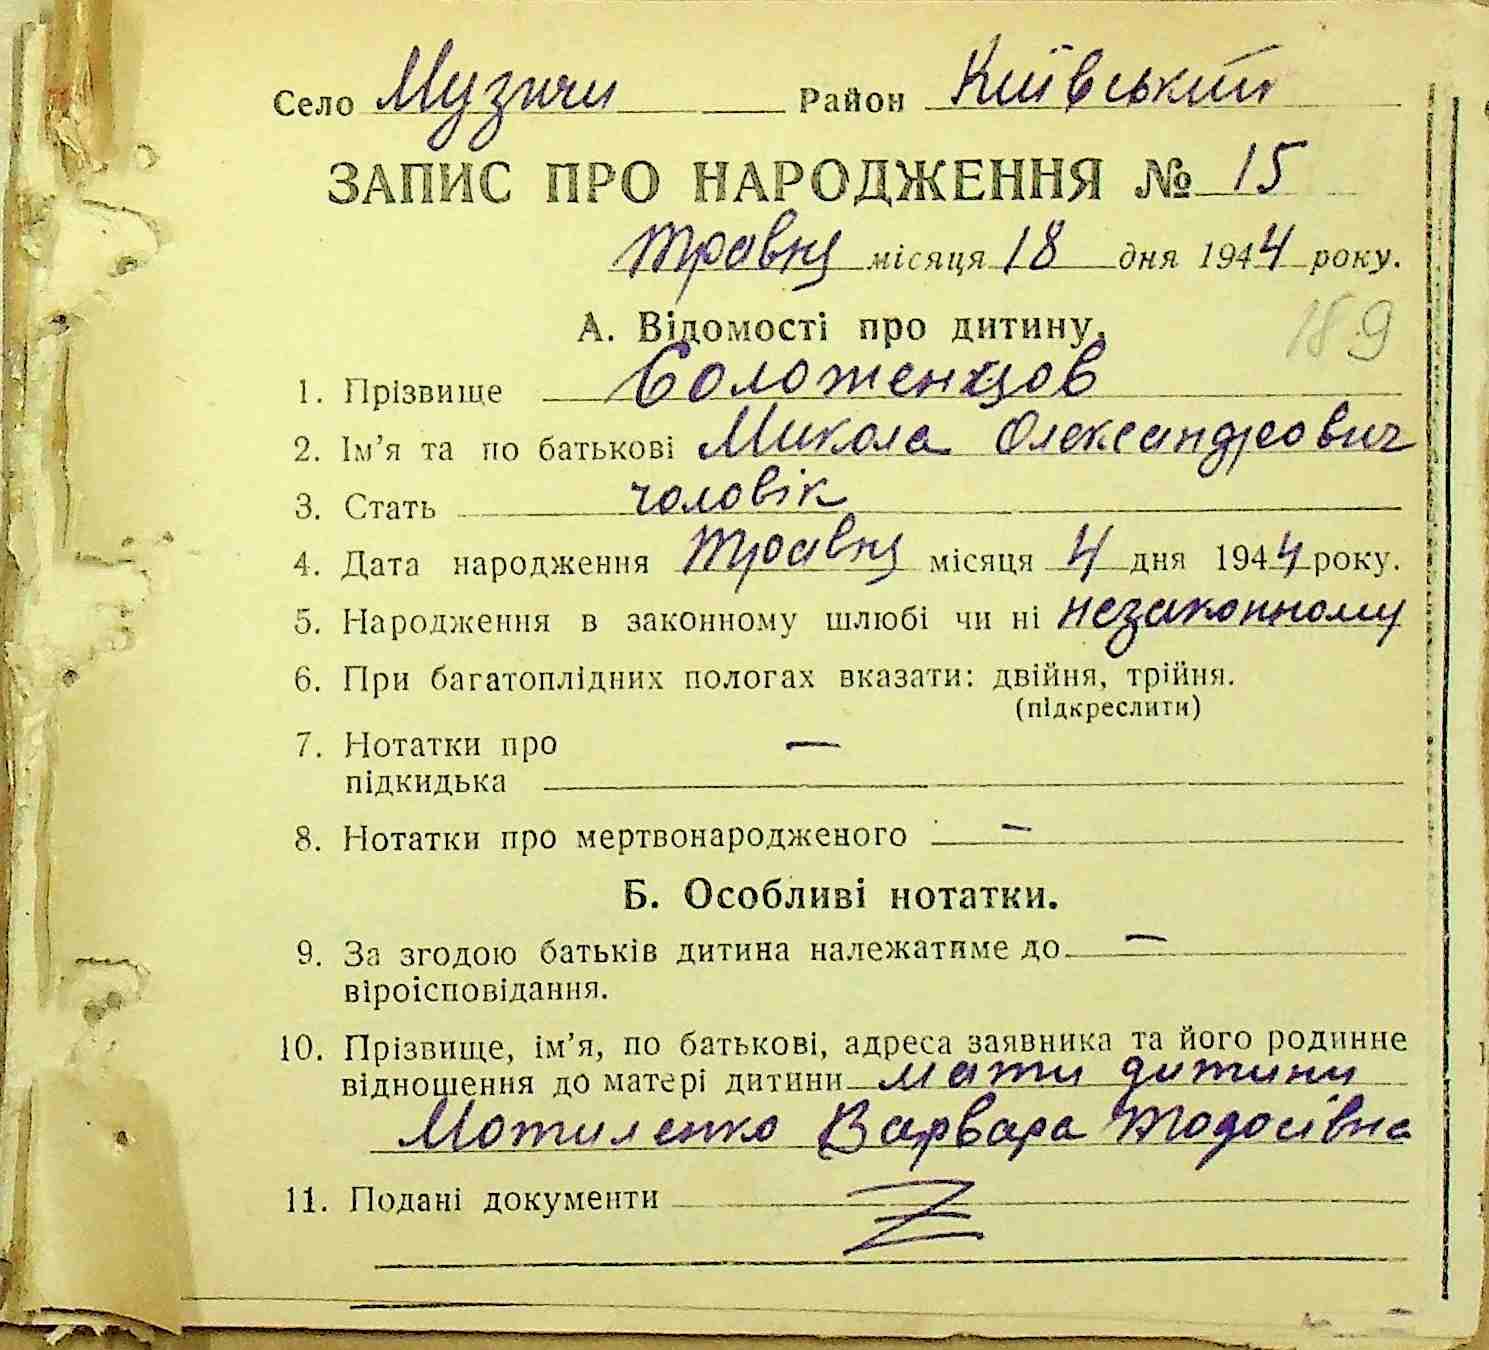 Село Музичи Район Київський
ЗАПИС ПРО НАРОДЖЕННЯ № 15
травня місяця 18 дня 1944 року.
189
А. Відомості про дитину.
1. Прізвище Соложенцов
2. Ім’я та по батькові Микола Олександрович
3. Стать чоловік
4. Дата народження травня місяця 4 дня 1944 року.
5. Народження в законному шлюбі чи ні незаконному
6. При багатоплідних пологах вказати: двійня, трійня.
(підкреслити)
7. Нотатки про —
підкидька
8. Нотатки про мертвонародженого —
Б. Особливі нотатки.
9. За згодою батьків дитина належатиме до —
віроісповідання.
10. Прізвище, ім’я, по батькові, адреса заявника та його родинне
відношення до матері дитини мати дитини
Мотиленко Варвара Тодосівна
11. Подані документи Z